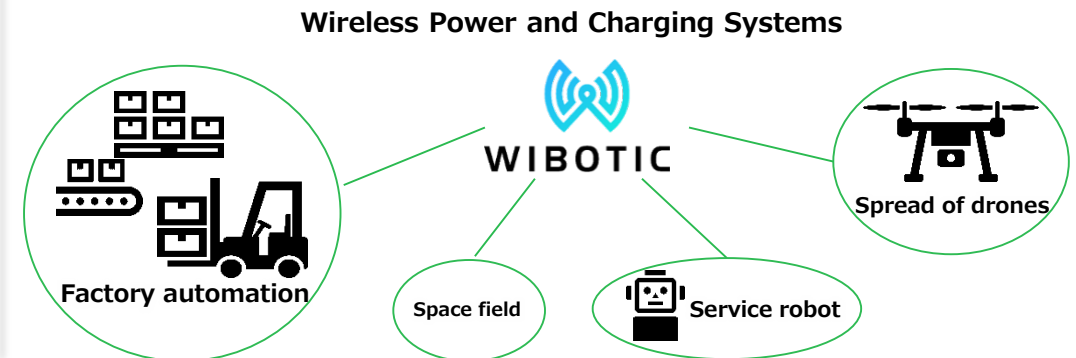 Wireless Power and Charging Systems
WIBOTIC
Spread of drones
Factory automation
Space field
Service robot